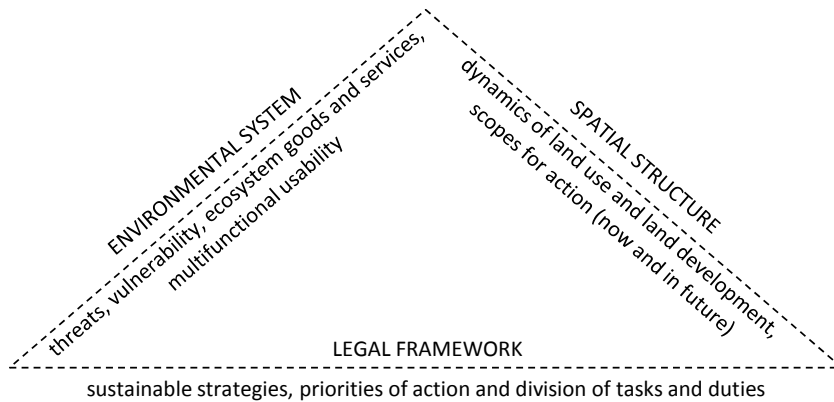 ENVIRONMENTAL SYSTEM
threats, vulnerability, ecosystem goods and services,
multifunctional usability
SPATIAL STRUCTURE
dynamics of land use and land development,
scopes for action (now and in future)
LEGAL FRAMEWORK
sustainable strategies, priorities of action and division of tasks and duties